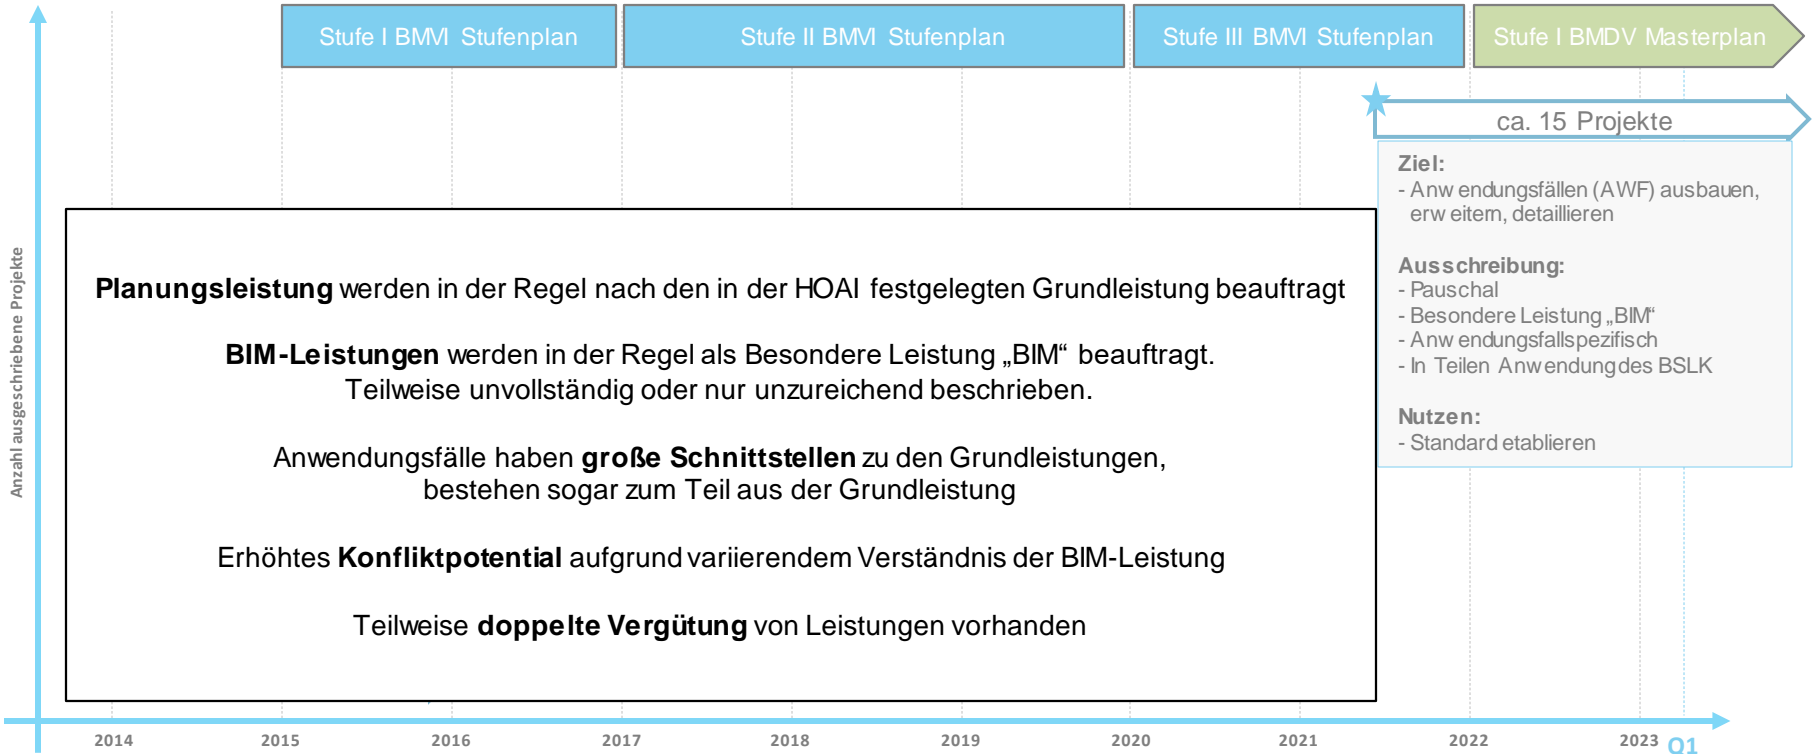 Stufe I BMVI Stufenplan
Stufe II BMVI Stufenplan
Stufe III BMVI Stufenplan
Stufe I BMDV Masterplan
ca. 15 Projekte
Ziel:
- Anwendungsfällen (AWF) ausbauen,
erweitern, detaillieren
Ausschreibung:
- Pauschal
- Besondere Leistung „BIM“
- Anwendungsfallspezifisch
- In Teilen Anwendung des BSLK
Nutzen:
- Standard etablieren
Planungsleistung werden in der Regel nach den in der HOAI festgelegten Grundleistung beauftragt
BIM-Leistungen werden in der Regel als Besondere Leistung „BIM“ beauftragt.
Teilweise unvollständig oder nur unzureichend beschrieben.
Anwendungsfälle haben große Schnittstellen zu den Grundleistungen,
bestehen sogar zum Teil aus der Grundleistung
Erhöhtes Konfliktpotential aufgrund variierendem Verständnis der BIM-Leistung
Teilweise doppelte Vergütung von Leistungen vorhanden
Anzahl ausgeschriebene Projekte
2014
2015
2016
2017
2018
2019
2020
2021
2022
2023
Q1